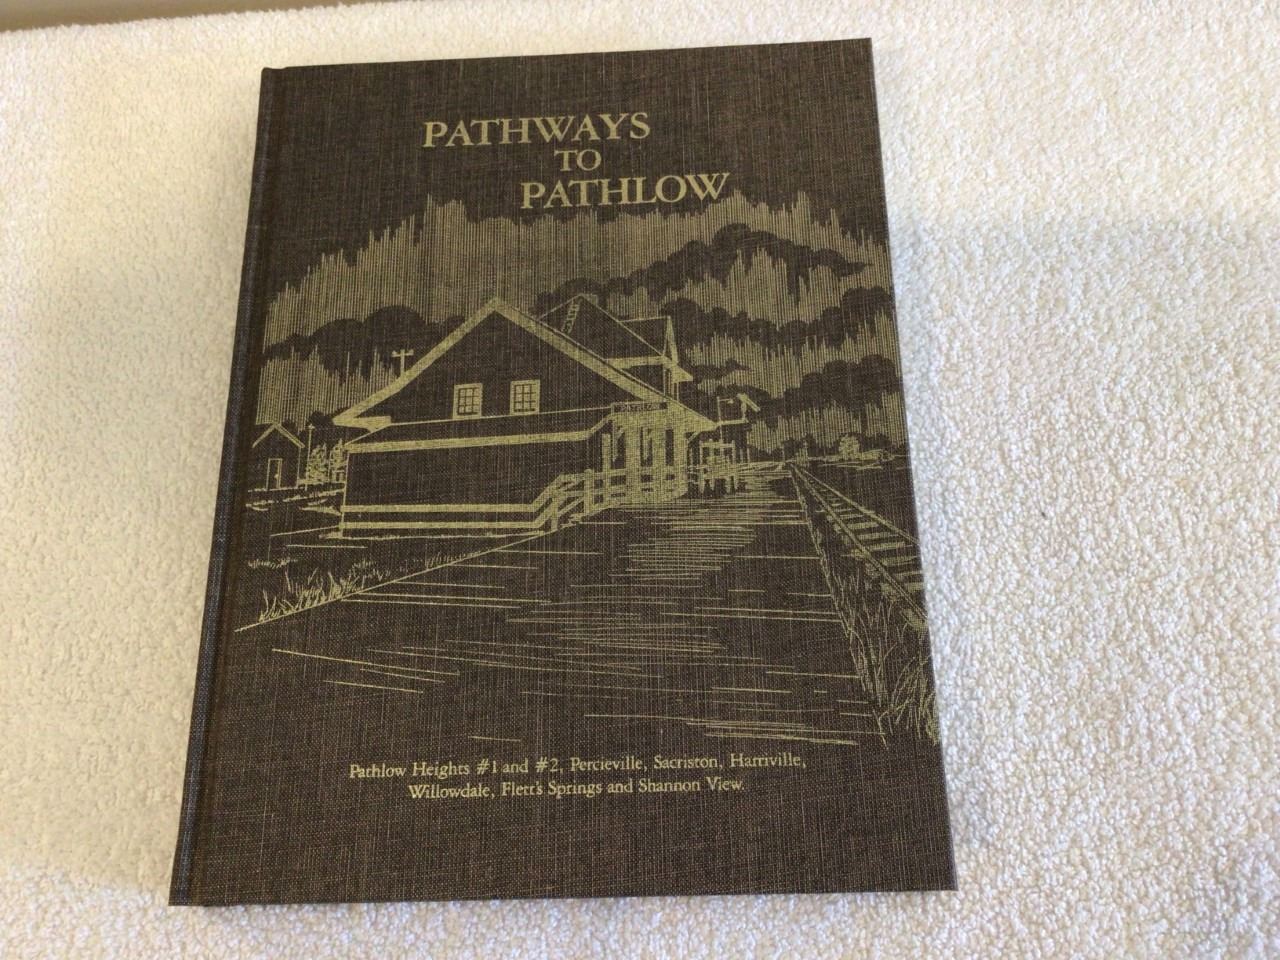 PATHWAYS
TO
PATHLOW
Pathlow Heights #1 and #2, Percieville, Sacriston, Harriville,
Willowdale, Flett's Springs and Shannon View.